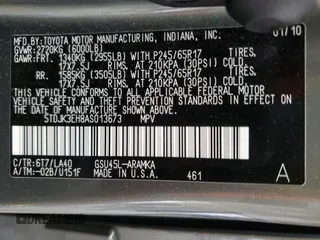 MFD.BY:TOYOTA MOTOR MANUFACTURING, INDIANA, INC. 01/10
GVWR:2720KG (6000LB)
GAWR:FRT. 1340KG (2955LB) WITH P245/65R17 TIRES,
17X7 5J RIMS, AT 210KPA (30PSI) COLD.
RR. 1585KG (3505LB) WITH P245/65R17 TIRES,
17X7 5J RIMS, AT 210KPA (30PSI) COLD.
THIS VEHICLE CONFORMS TO ALL APPLICABLE FEDERAL MOTOR VEHICLE SAFETY STANDARDS IN EFFECT ON THE DATE OF MANUFACTURE SHOWN ABOVE.
5TDJK3EH8AS013673 MPV
C/TR:6T7/LA40 GSU45L-ARAMKA A
A/TM:-02B/U151F MADE IN U.S.A. 461